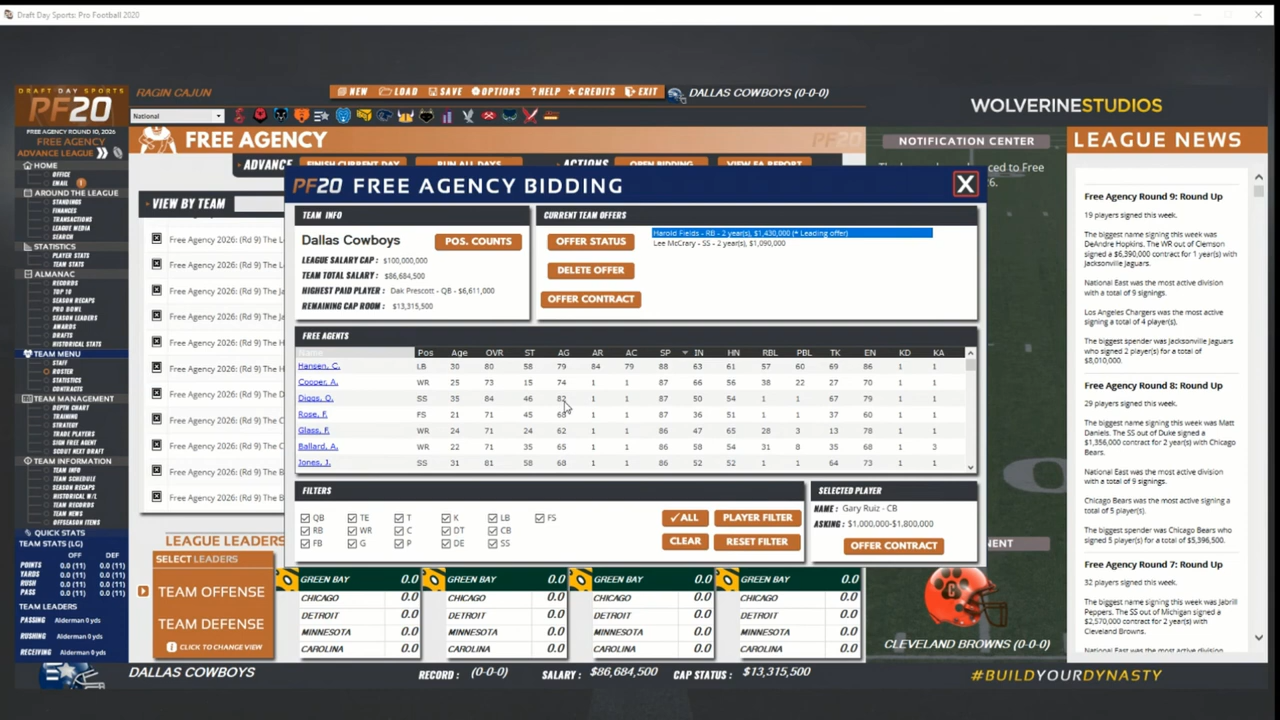 Draft Day Sports: Pro Football 2020
DRAFT DAY SPORTS
PF20
FREE AGENCY ROUND 10, 2026
FREE AGENCY
ADVANCE LEAGUE
RAGIN CAJUN
NEW LOAD SAVE OPTIONS HELP CREDITS EXIT
DALLAS COWBOYS (0-0-0)
National
WOLVERINESTUDIOS
FREE AGENCY
PF20
NOTIFICATION CENTER
LEAGUE NEWS
ADVANCE
FINISH CURRENT DAY
RUN ALL DAYS
ACTIONS
OPEN BIDDING
VIEW FA REPORT
HOME
OFFICE
EMAIL 1
AROUND THE LEAGUE
STANDINGS
FINANCES
TRANSACTIONS
LEAGUE MEDIA
SEARCH
STATISTICS
PLAYER STATS
TEAM STATS
ALMANAC
RECORDS
TOP 10
SEASON RECAPS
PRO BOWL
SEASON LEADERS
AWARDS
DRAFTS
HISTORICAL STATS
TEAM MENU
STAFF
ROSTER
STATISTICS
CONTRACTS
TEAM MANAGEMENT
DEPTH CHART
TRAINING
STRATEGY
TRADE PLAYERS
SIGN FREE AGENT
SCOUT NEXT DRAFT
TEAM INFORMATION
TEAM INFO
TEAM SCHEDULE
SEASON RECAPS
HISTORICAL W/L
TEAM RECORDS
TEAM NEWS
OFFSEASON ITEMS
QUICK STATS
TEAM STATS (LG)
OFF DEF
POINTS 0.0 (11) 0.0 (11)
YARDS 0.0 (11) 0.0 (11)
RUSH 0.0 (11) 0.0 (11)
PASS 0.0 (11) 0.0 (11)
TEAM LEADERS
PASSING Alderman 0 yds
RUSHING Alderman 0 yds
RECEIVING Alderman 0 yds
VIEW BY TEAM
Free Agency 2026: (Rd 9) The L
Free Agency 2026: (Rd 9) The Le
Free Agency 2026: (Rd 9) The Ja
Free Agency 2026: (Rd 9) The Ja
Free Agency 2026: (Rd 9) The H
Free Agency 2026: (Rd 9) The H
Free Agency 2026: (Rd 9) The G
Free Agency 2026: (Rd 9) The C
Free Agency 2026: (Rd 9) The C
Free Agency 2026: (Rd 9) The C
Free Agency 2026: (Rd 9) The B
PF20 FREE AGENCY BIDDING
X
TEAM INFO
Dallas Cowboys
POS. COUNTS
LEAGUE SALARY CAP : $100,000,000
TEAM TOTAL SALARY : $86,684,500
HIGHEST PAID PLAYER : Dak Prescott - QB - $6,611,000
REMAINING CAP ROOM : $13,315,500
CURRENT TEAM OFFERS
OFFER STATUS
DELETE OFFER
OFFER CONTRACT
Harold Fields - RB - 2 year(s), $1,430,000 (* Leading offer)
Lee McCrary - SS - 2 year(s), $1,090,000
FREE AGENTS
Name Pos Age OVR ST AG AR AC SP IN HN RBL PBL TK EN KD KA
Hansen, C. LB 30 80 58 79 84 79 88 63 61 57 60 69 86 1 1
Cooper, A. WR 25 73 15 74 1 1 87 66 56 38 22 27 70 1 1
Diggs, Q. SS 35 84 46 82 1 1 87 50 54 1 1 67 79 1 1
Rose, F. FS 21 71 45 68 1 1 87 36 51 1 1 37 60 1 1
Glass, F. WR 21 71 24 62 1 1 86 47 65 28 3 13 78 1 1
Ballard, A. WR 22 71 35 65 1 1 86 58 54 31 8 35 68 1 3
Jones, J. SS 31 81 58 68 1 1 86 52 52 1 1 64 73 1 1
FILTERS
QB TE T K LB FS
RB WR C DT CB
FB G P DE SS
ALL
PLAYER FILTER
CLEAR
RESET FILTER
SELECTED PLAYER
NAME : Gary Ruiz - CB
ASKING : $1,000,000-$1,800,000
OFFER CONTRACT
LEAGUE LEADERS
SELECT LEADERS
TEAM OFFENSE
TEAM DEFENSE
CLICK TO CHANGE VIEW
GREEN BAY 0.0 GREEN BAY 0.0 GREEN BAY 0.0 GREEN BAY 0.0
CHICAGO 0.0 CHICAGO 0.0 CHICAGO 0.0 CHICAGO 0.0
DETROIT 0.0 DETROIT 0.0 DETROIT 0.0 DETROIT 0.0
MINNESOTA 0.0 MINNESOTA 0.0 MINNESOTA 0.0 MINNESOTA 0.0
CAROLINA 0.0 CAROLINA 0.0 CAROLINA 0.0 CAROLINA 0.0
CLEVELAND BROWNS (0-0-0)
Free Agency Round 9: Round Up
19 players signed this week.
The biggest name signing this week was
DeAndre Hopkins. The WR out of Clemson
signed a $6,390,000 contract for 1 year(s) with
Jacksonville Jaguars.
National East was the most active division
with a total of 9 signings.
Los Angeles Chargers was the most active
signing a total of 4 player(s).
The biggest spender was Jacksonville Jaguars
who signed 2 player(s) for a total of
$8,010,000.
Free Agency Round 8: Round Up
29 players signed this week.
The biggest name signing this week was Matt
Daniels. The SS out of Duke signed a
$1,356,000 contract for 2 year(s) with Chicago
Bears.
National East was the most active division
with a total of 9 signings.
Chicago Bears was the most active signing a
total of 5 player(s).
The biggest spender was Chicago Bears who
signed 5 player(s) for a total of $5,396,500.
Free Agency Round 7: Round Up
32 players signed this week.
The biggest name signing this week was Jabrill
Peppers. The SS out of Michigan signed a
$2,570,000 contract for 2 year(s) with
Cleveland Browns.
DALLAS COWBOYS
RECORD : (0-0-0) SALARY : $86,684,500 CAP STATUS : $13,315,500
#BUILDYOURDYNASTY